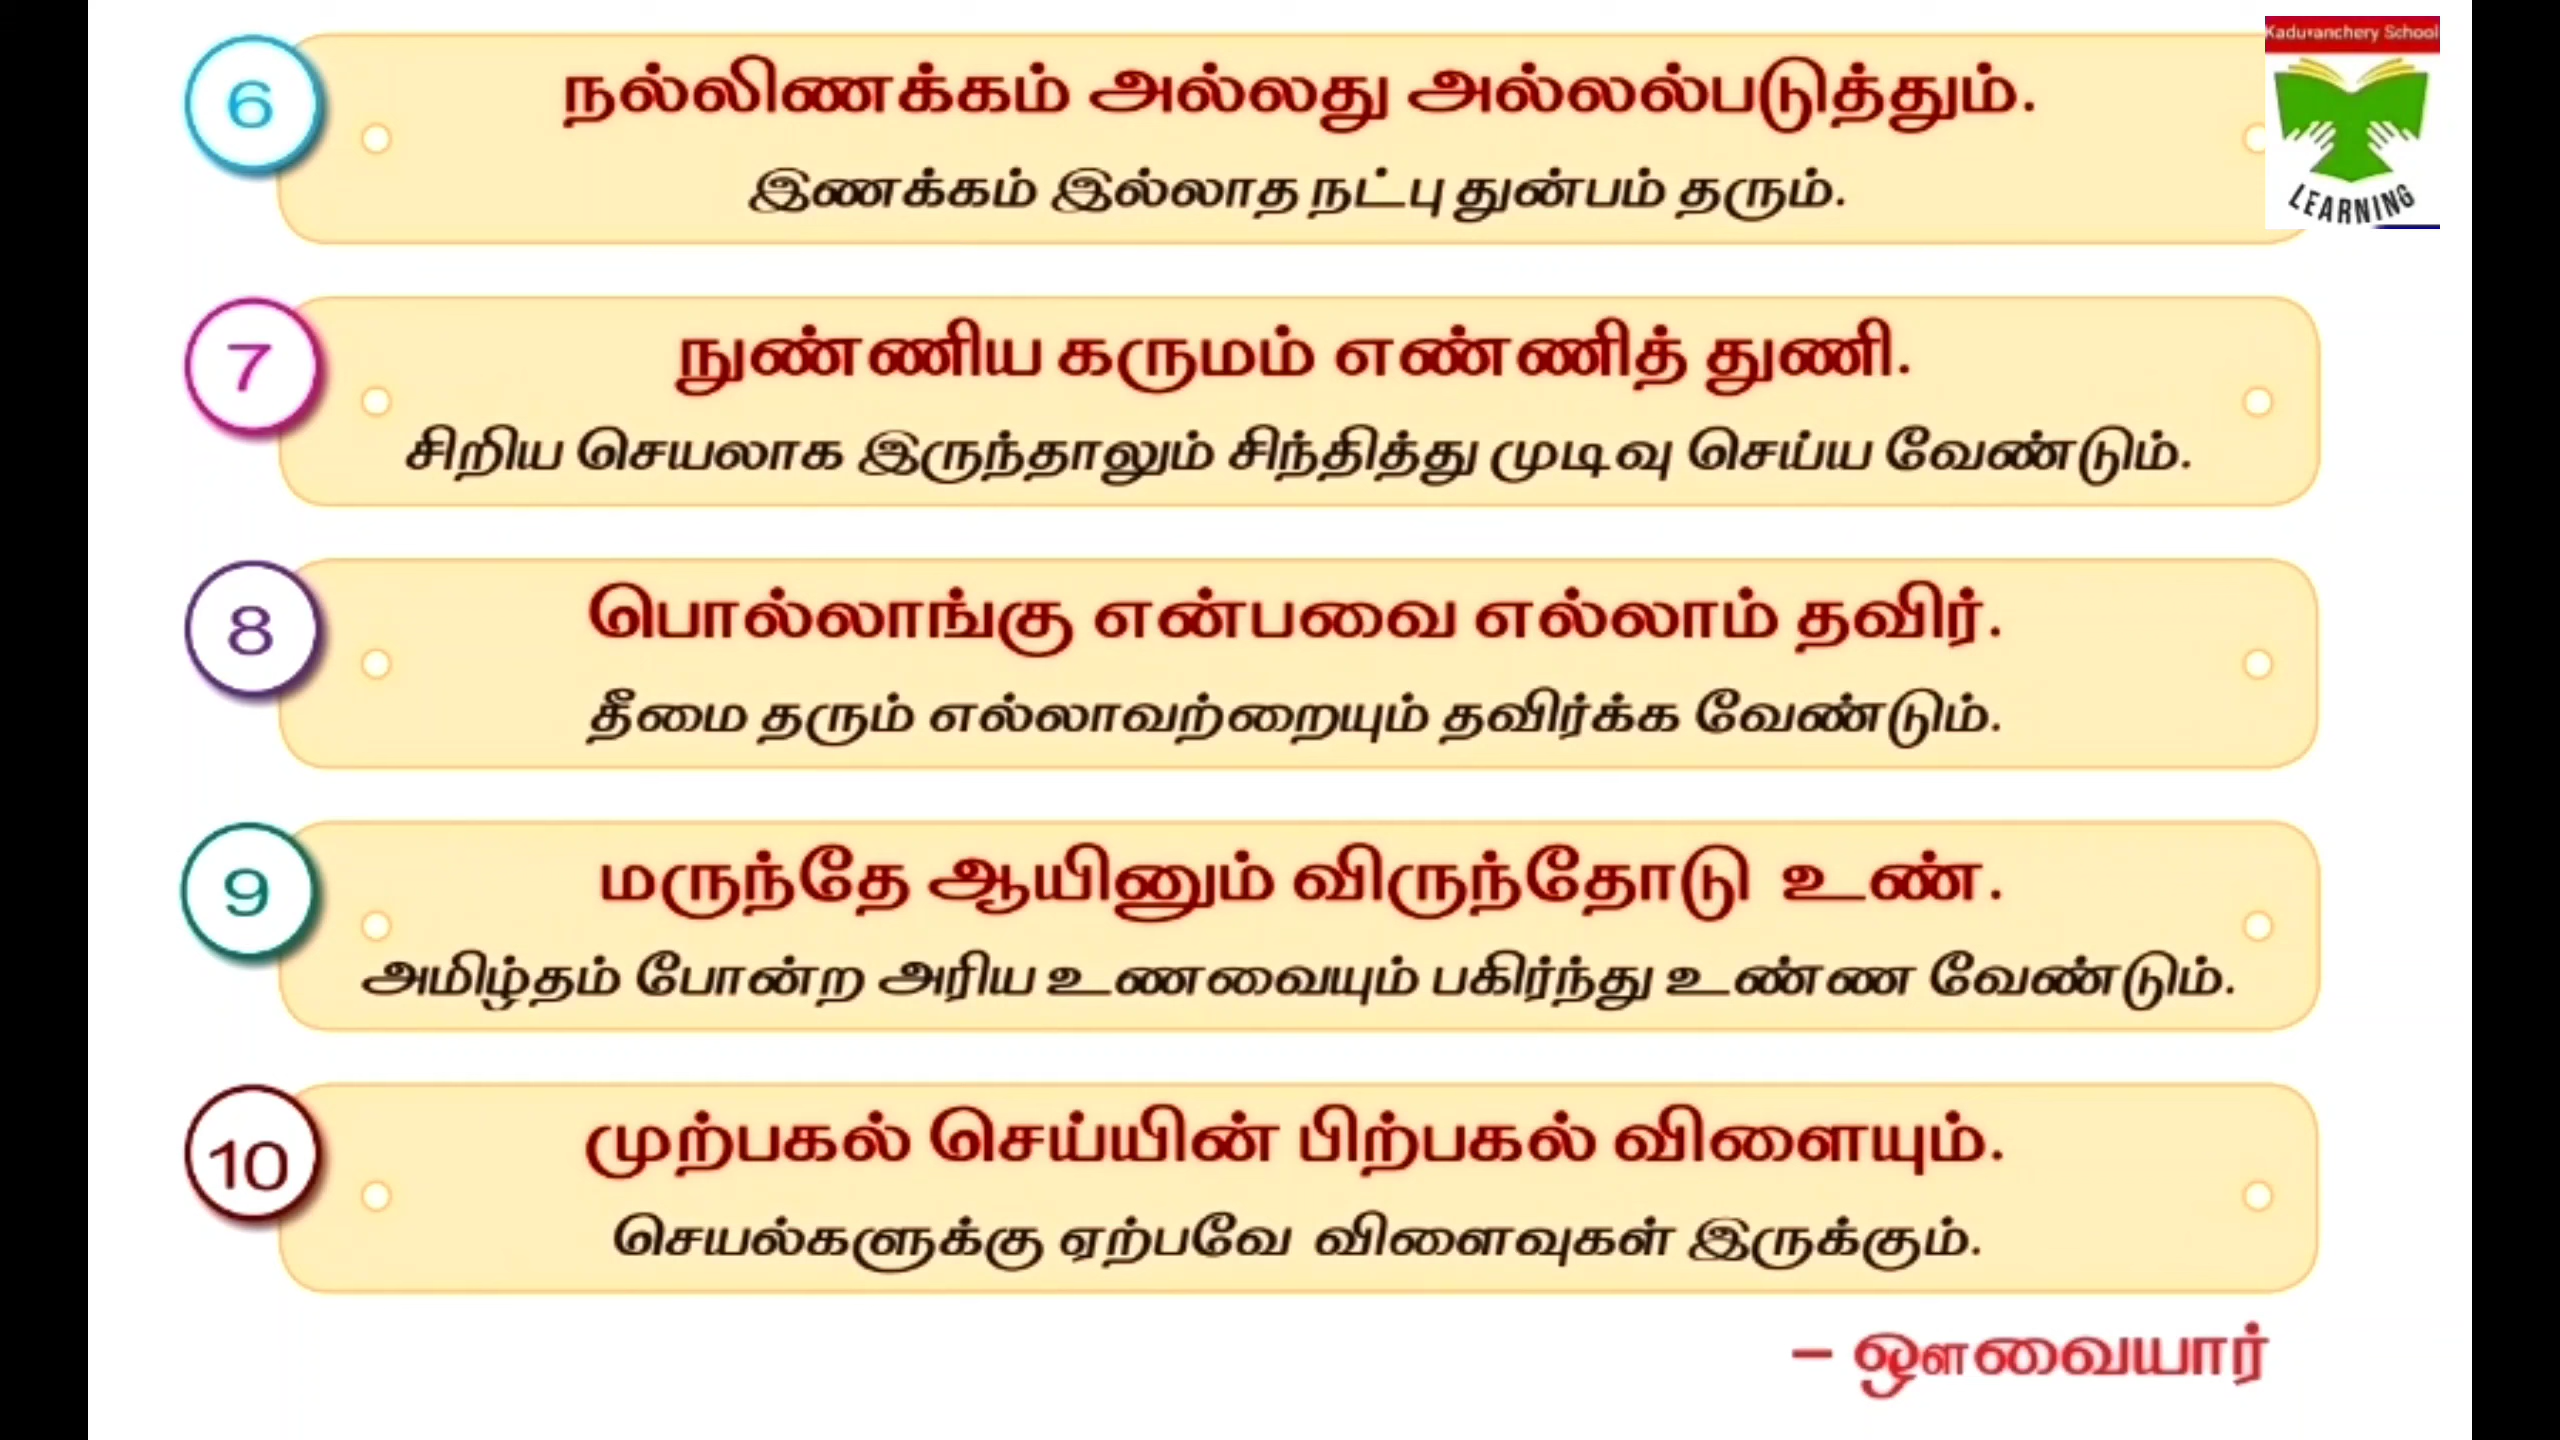 Kaduvanchery School
LEARNING
6
நல்லிணக்கம் அல்லது அல்லல்படுத்தும்.
இணக்கம் இல்லாத நட்பு துன்பம் தரும்.
7
நுண்ணிய கருமம் எண்ணித் துணி.
சிறிய செயலாக இருந்தாலும் சிந்தித்து முடிவு செய்ய வேண்டும்.
8
பொல்லாங்கு என்பவை எல்லாம் தவிர்.
தீமை தரும் எல்லாவற்றையும் தவிர்க்க வேண்டும்.
9
மருந்தே ஆயினும் விருந்தோடு உண்.
அமிழ்தம் போன்ற அரிய உணவையும் பகிர்ந்து உண்ண வேண்டும்.
10
முற்பகல் செய்யின் பிற்பகல் விளையும்.
செயல்களுக்கு ஏற்பவே விளைவுகள் இருக்கும்.
– ஔவையார்